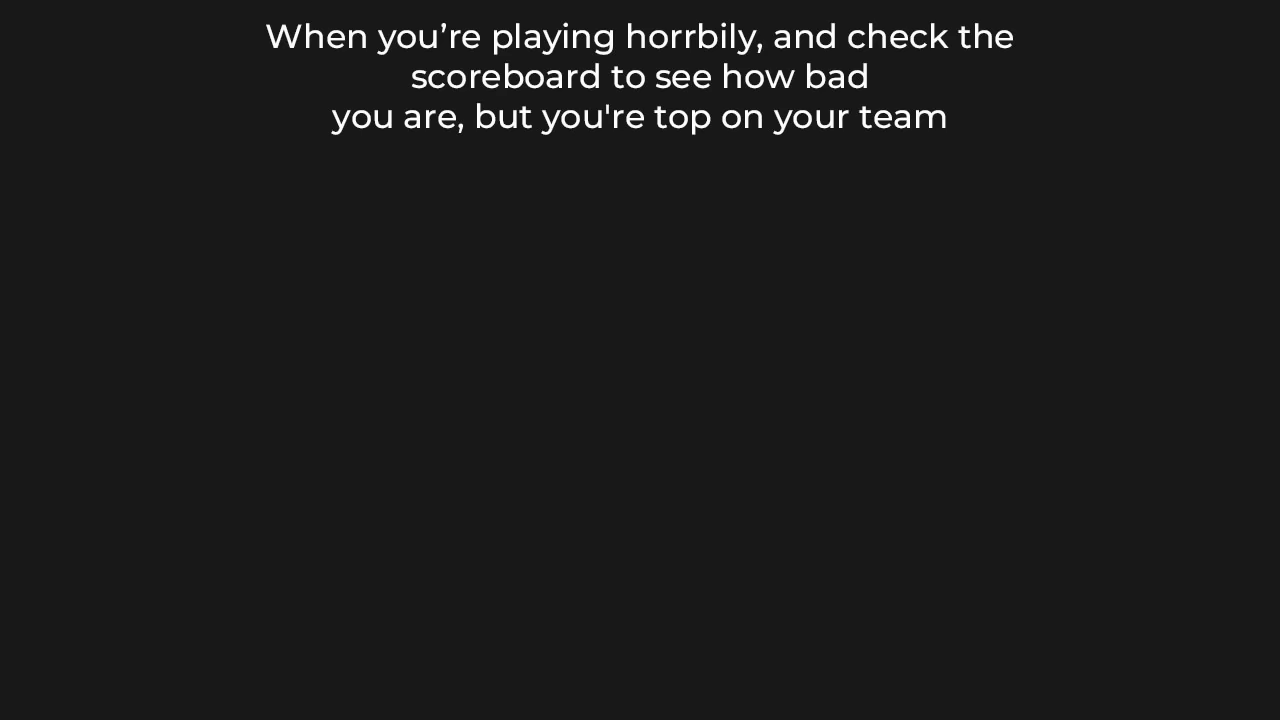 When you’re playing horrbily, and check the
scoreboard to see how bad
you are, but you're top on your team